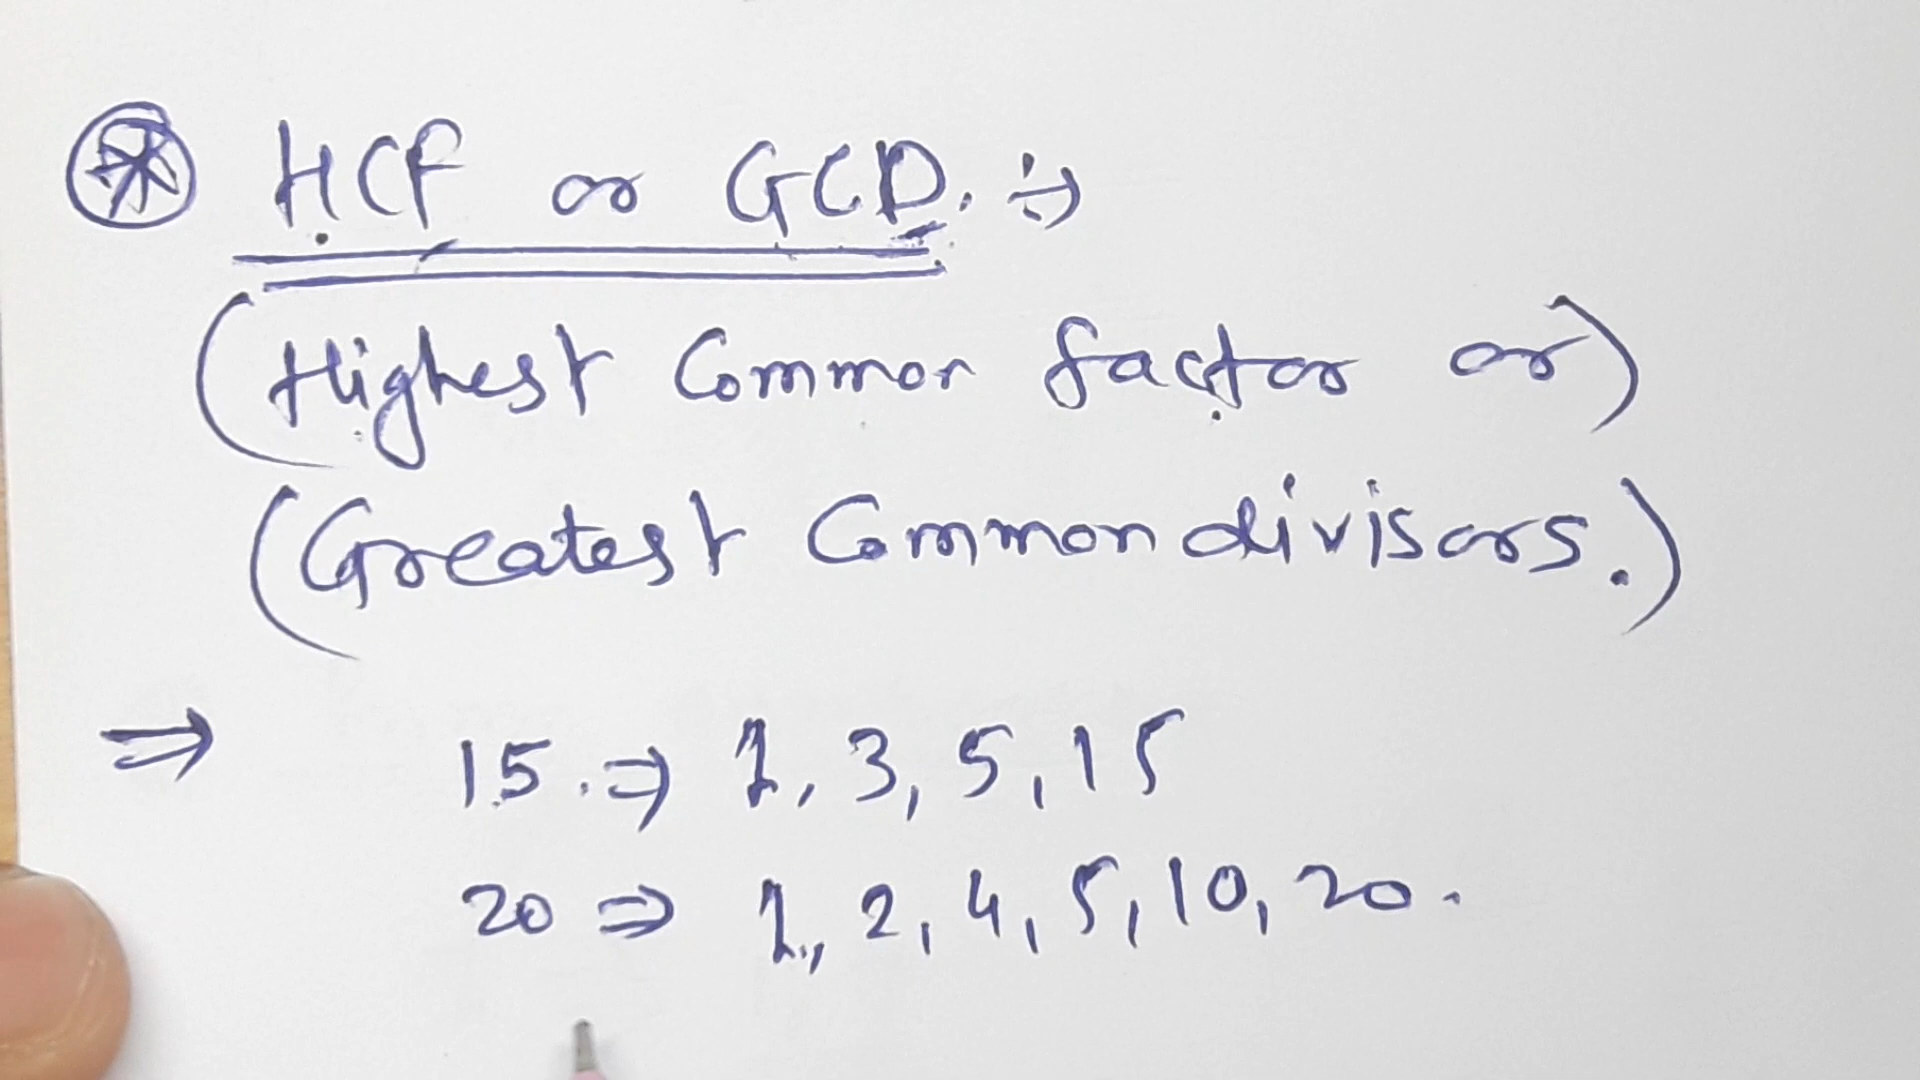 ⊛ HCF or GCD. :→
(Highest Common factor or)
(Greatest Common divisors.)
⇒ 15. ⇒ 1, 3, 5, 15
20 ⇒ 1, 2, 4, 5, 10, 20.